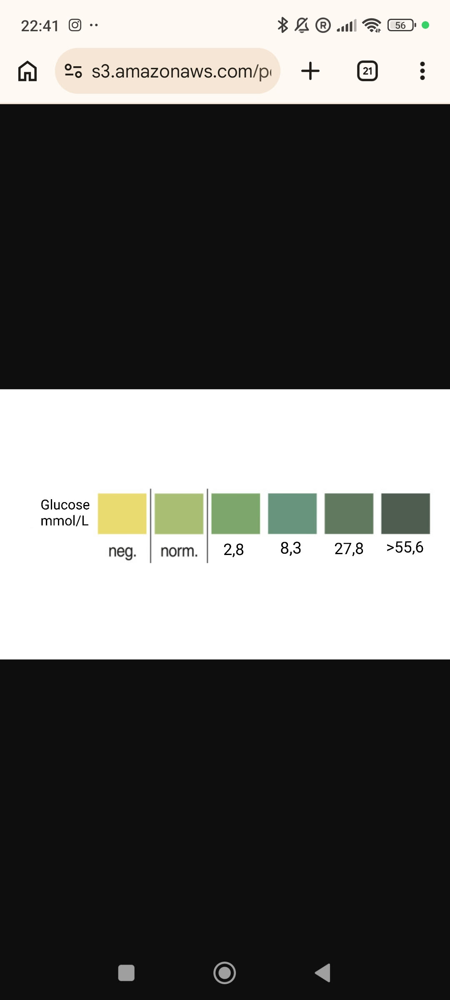 22:41
R
56
s3.amazonaws.com/p
21
Glucose
mmol/L
neg.
norm.
2,8
8,3
27,8
>55,6